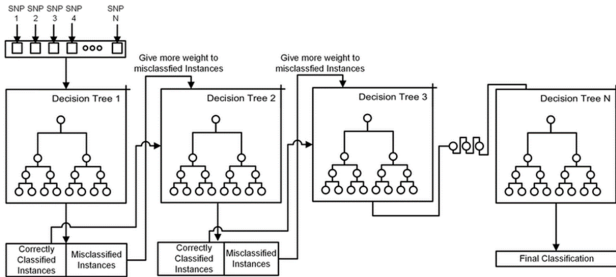 SNP SNP SNP SNP SNP
1 2 3 4 N
Give more weight to
misclassfied Instances
Give more weight to
misclassfied Instances
Decision Tree 1
Decision Tree 2
Decision Tree 3
Decision Tree N
Correctly
Classified
Instances
Misclassified
Instances
Correctly
Classified
Instances
Misclassified
Instances
Final Classification